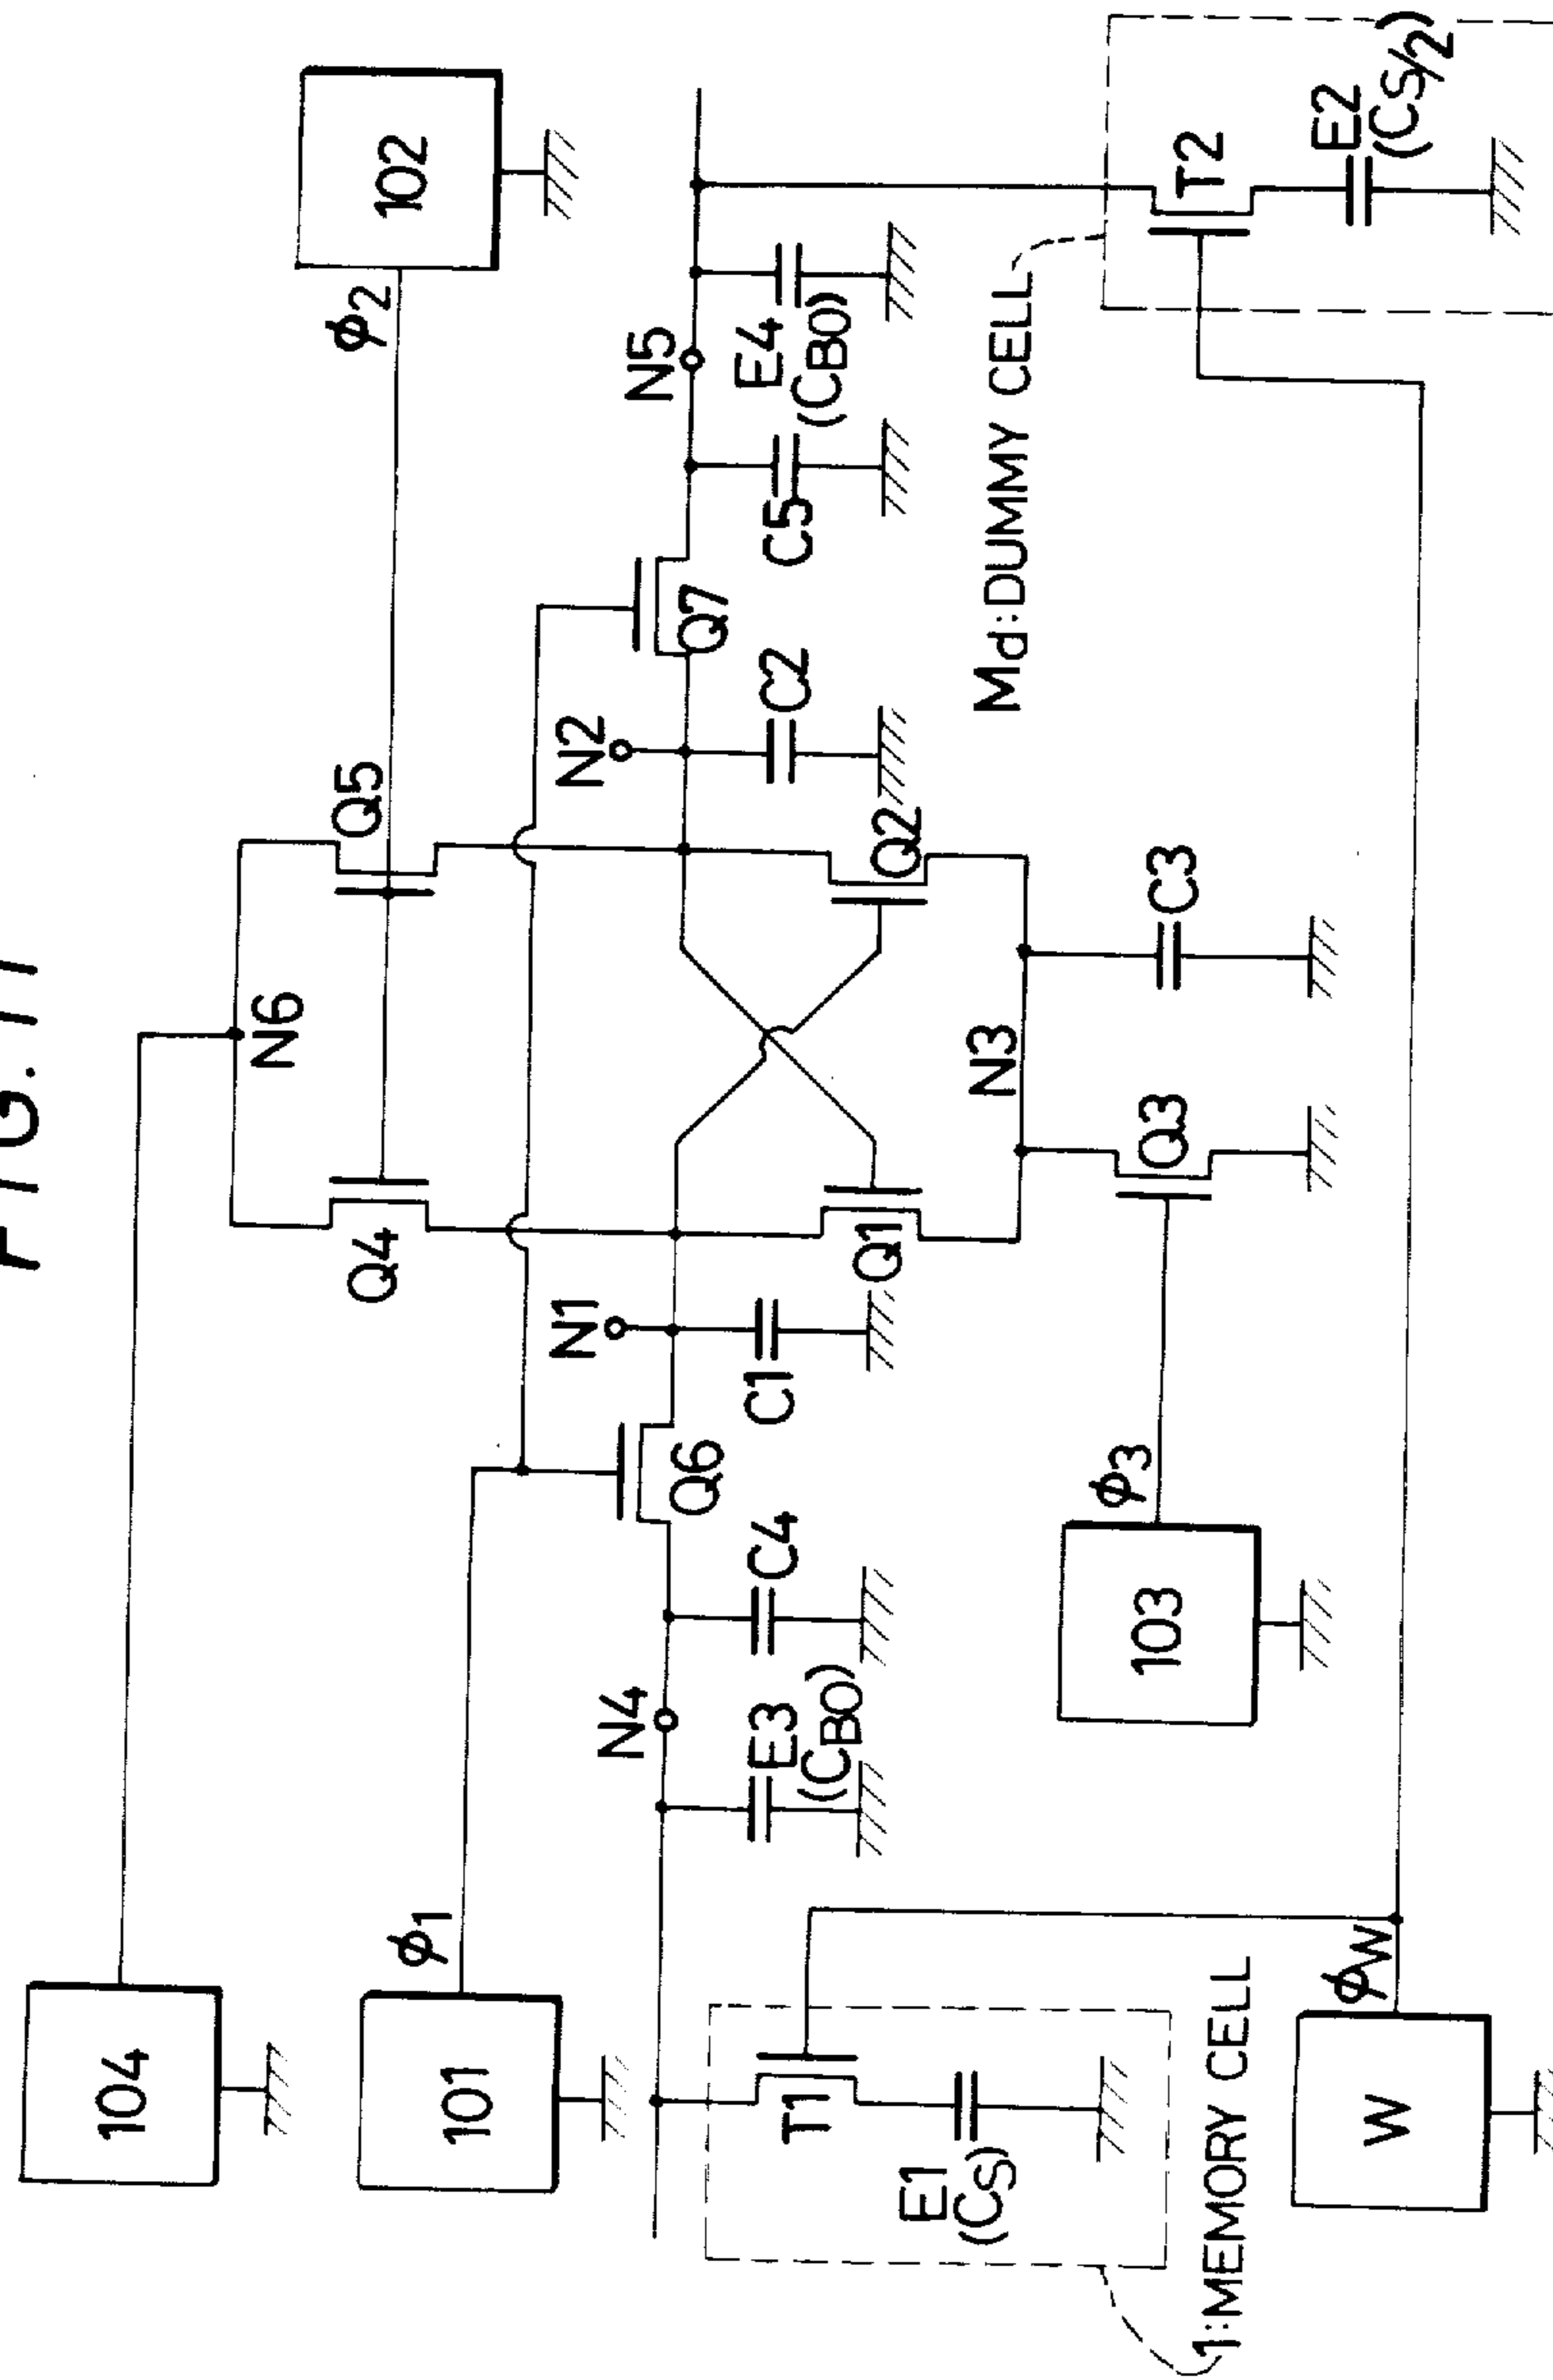 FIG. 11
104
N6
102
φ1
101
Q4
Q5
φ2
N4
N1
N2
N5
E3
(CB0)
C4
Q6
C1
Q1
Q2
C2
Q7
C5
E4
(CB0)
T1
E1
(CS)
N3
Md:DUMMY CELL
103
φ3
Q3
C3
T2
E2
(CS/2)
1:MEMORY CELL
W
φW